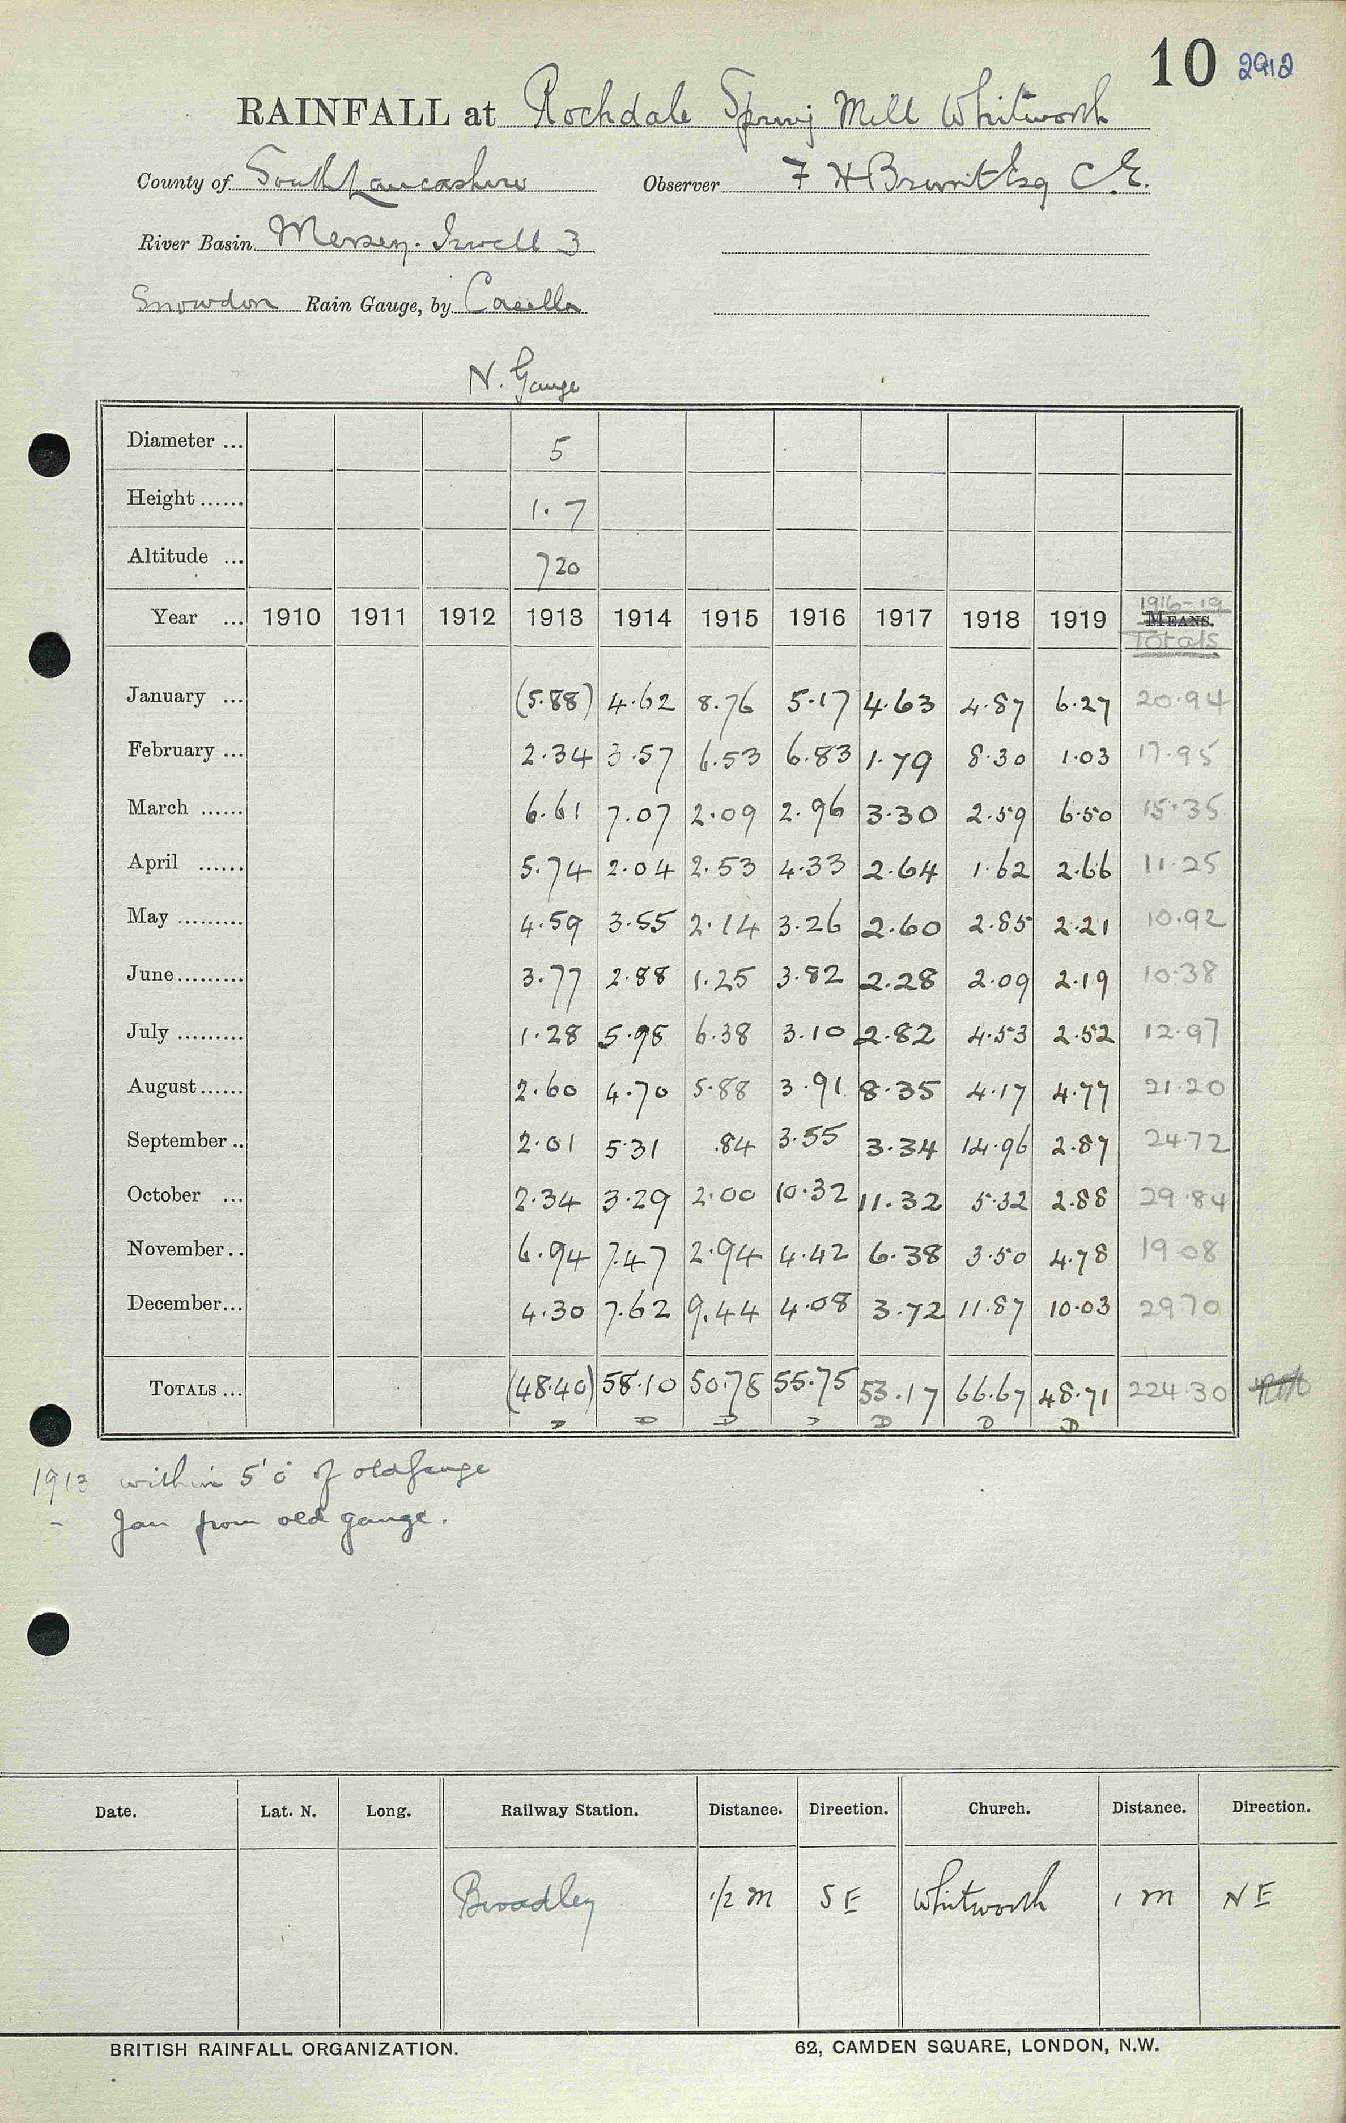 10 2912
RAINFALL at Rochdale Spring Mill Whitworth
County of South Lancashire Observer F H Brunt Esq C.E.
River Basin Mersey. Irwell 3
Snowdon Rain Gauge, by Casella
N. Gauge
Diameter ... 5
Height ...... 1.7
Altitude ... 720
Year ... 1910 1911 1912 1913 1914 1915 1916 1917 1918 1919 1916-19 MEANS. Totals
January ... (5.88) 4.62 8.76 5.17 4.63 4.87 6.27 20.94
February ... 2.34 3.57 6.53 6.83 1.79 8.30 1.03 17.95
March ...... 6.61 7.07 2.09 2.96 3.30 2.59 6.50 15.35
April ...... 5.74 2.04 2.53 4.33 2.64 1.62 2.66 11.25
May ......... 4.59 3.55 2.14 3.26 2.60 2.85 2.21 10.92
June ......... 3.77 2.88 1.25 3.82 2.28 2.09 2.19 10.38
July ......... 1.28 5.98 6.38 3.10 2.82 4.53 2.52 12.97
August ...... 2.60 4.70 5.88 3.91 8.35 4.17 4.77 21.20
September .. 2.01 5.31 .84 3.55 3.34 14.96 2.87 24.72
October ... 2.34 3.29 2.00 10.32 11.32 5.32 2.88 29.84
November .. 6.94 7.47 2.94 4.42 6.38 3.50 4.78 19.08
December ... 4.30 7.62 9.44 4.08 3.72 11.87 10.03 29.70
TOTALS ... (48.40) 58.10 50.78 55.75 53.17 66.67 48.71 224.30
D D D D D D D
1913 within 5'0" of old gauge
- Jan from old gauge.
Date. Lat. N. Long. Railway Station. Distance. Direction. Church. Distance. Direction.
Broadley 1/2 m SE Whitworth 1 m NE
BRITISH RAINFALL ORGANIZATION. 62, CAMDEN SQUARE, LONDON, N.W.